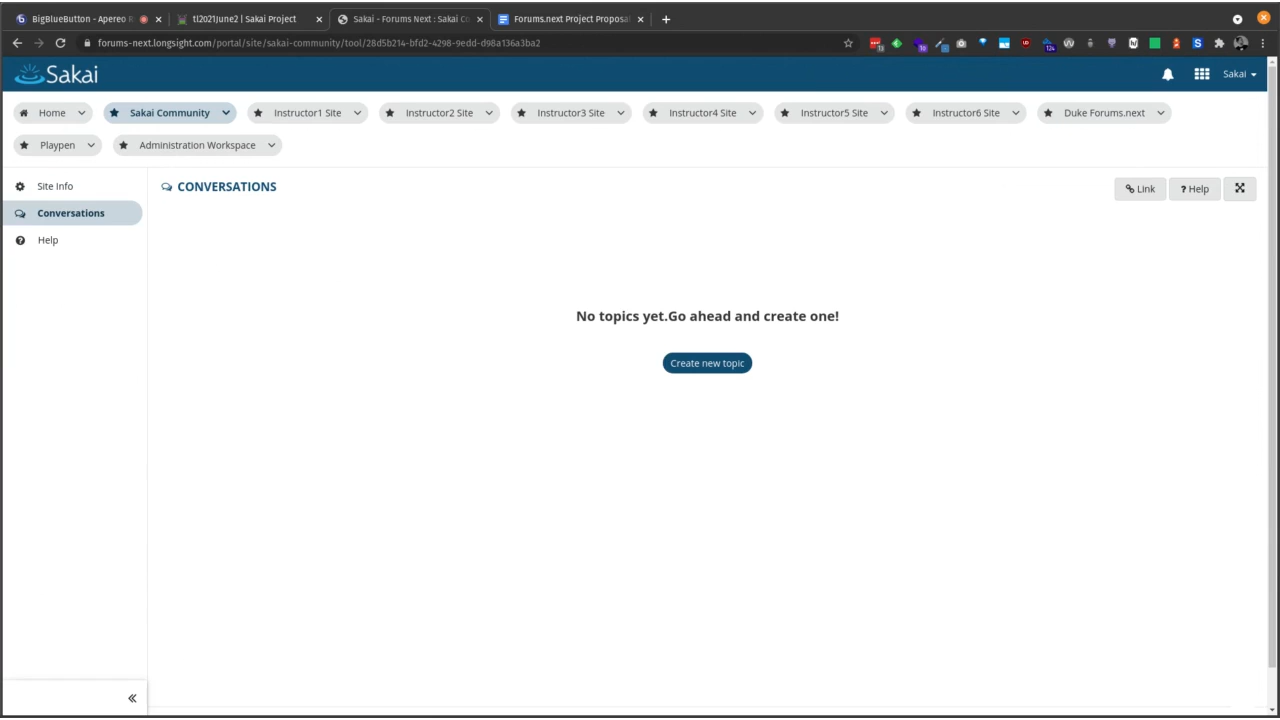 BigBlueButton - Apereo
tl2021june2 | Sakai Project
Sakai - Forums Next : Sakai Co
Forums.next Project Proposa
forums-next.longsight.com/portal/site/sakai-community/tool/28d5b214-bfd2-4298-9edd-d98a136a3ba2
Sakai
Sakai
Home
Sakai Community
Instructor1 Site
Instructor2 Site
Instructor3 Site
Instructor4 Site
Instructor5 Site
Instructor6 Site
Duke Forums.next
Playpen
Administration Workspace
Site Info
CONVERSATIONS
Link
? Help
Conversations
Help
No topics yet.Go ahead and create one!
Create new topic